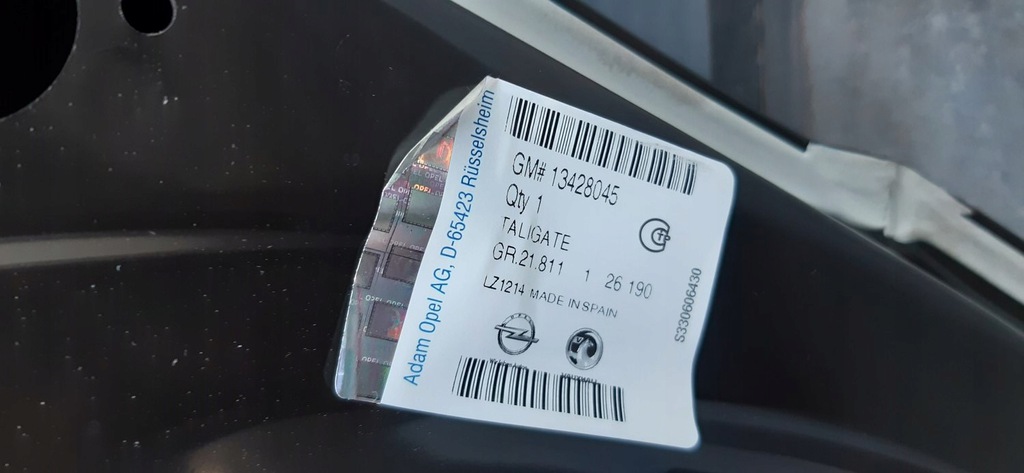 Adam Opel AG, D-65423 Rüsselsheim
GM# 13428045
Qty 1
TALIGATE
GR.21.811 1 26 190
LZ1214 MADE IN SPAIN
S330606430
OPEL